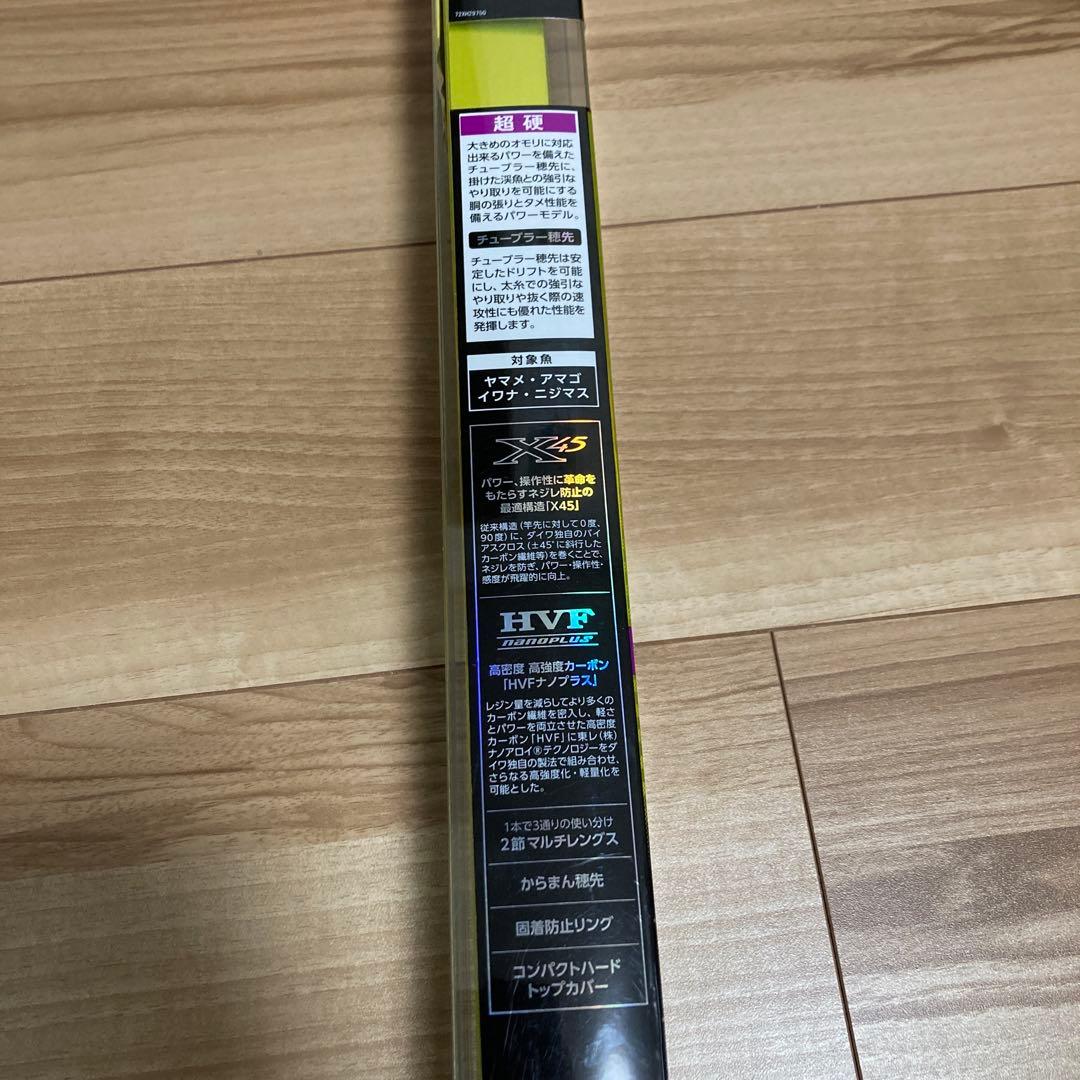 超硬
大きめのオモリに対応
出来るパワーを備えた
チューブラー穂先に、
掛けた渓魚との強引な
やり取りを可能にする
胴の張りとタメ性能を
備えるパワーモデル。
チューブラー穂先
チューブラー穂先は安
定したドリフトを可能
にし、太糸での強引な
やり取りや抜く際の速
攻性にも優れた性能を
発揮します。
対象魚
ヤマメ・アマゴ
イワナ・ニジマス
X45
パワー、操作性に革命を
もたらすネジレ防止の
最適構造「X45」
従来構造(竿先に対して0度、
90度)に、ダイワ独自のバイ
アスクロス(±45°に斜行した
カーボン繊維等)を巻くことで、
ネジレを防ぎ、パワー・操作性・
感度が飛躍的に向上。
HVF
nanoplus
高密度 高強度カーボン
「HVFナノプラス」
レジン量を減らしてより多くの
カーボン繊維を密入し、軽さ
とパワーを両立させた高密度
カーボン「HVF」に東レ(株)
ナノアロイ®テクノロジーをダ
イワ独自の製法で組み合わせ、
さらなる高強度化・軽量化を
可能とした。
1本で3通りの使い分け
2節マルチレングス
からまん穂先
固着防止リング
コンパクトハード
トップカバー